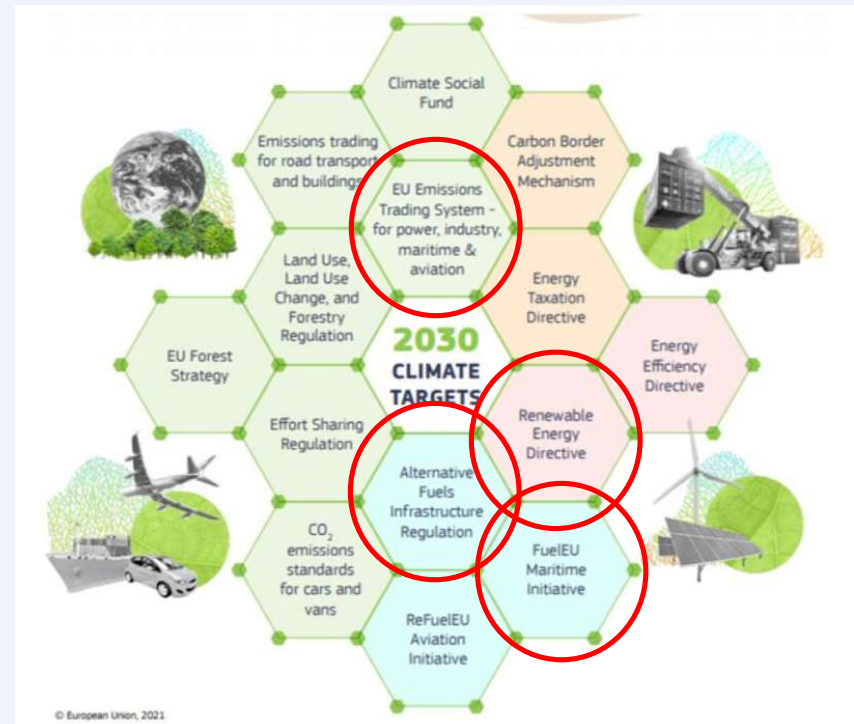 Climate Social
Fund
Emissions trading
for road transport
and buildings
Carbon Border
Adjustment
Mechanism
EU Emissions
Trading System -
for power, industry,
maritime &
aviation
Land Use,
Land Use
Change, and
Forestry
Regulation
Energy
Taxation
Directive
EU Forest
Strategy
2030
CLIMATE
TARGETS
Energy
Efficiency
Directive
Effort Sharing
Regulation
Renewable
Energy
Directive
Alternative
Fuels
Infrastructure
Regulation
CO₂
emissions
standards
for cars and
vans
FuelEU
Maritime
Initiative
ReFuelEU
Aviation
Initiative
© European Union, 2021